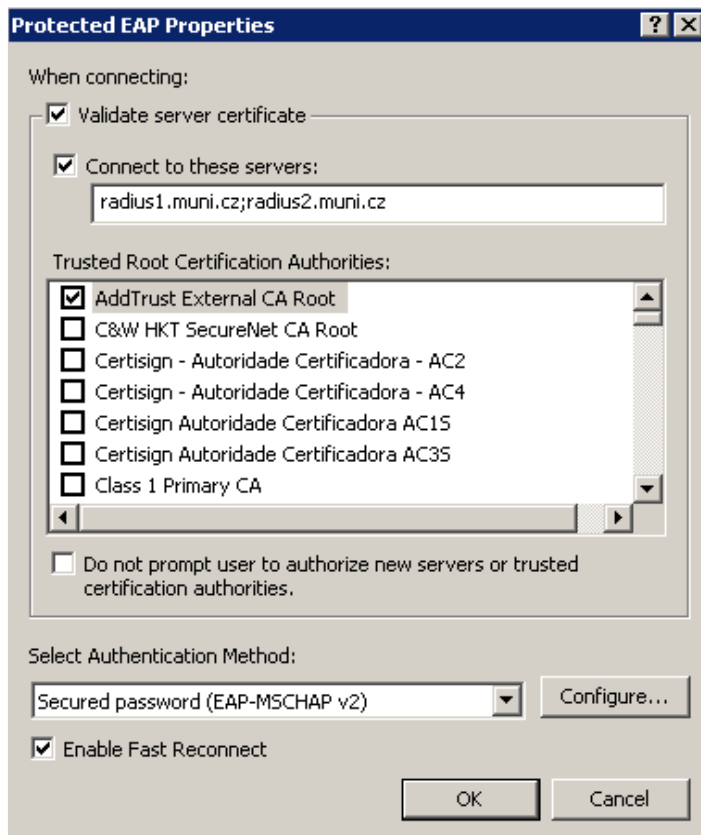 Protected EAP Properties
When connecting:
Validate server certificate
Connect to these servers:
radius1.muni.cz;radius2.muni.cz
Trusted Root Certification Authorities:
AddTrust External CA Root
C&W HKT SecureNet CA Root
Certisign - Autoridade Certificadora - AC2
Certisign - Autoridade Certificadora - AC4
Certisign Autoridade Certificadora AC1S
Certisign Autoridade Certificadora AC3S
Class 1 Primary CA
Do not prompt user to authorize new servers or trusted
certification authorities.
Select Authentication Method:
Secured password (EAP-MSCHAP v2)
Configure...
Enable Fast Reconnect
OK
Cancel